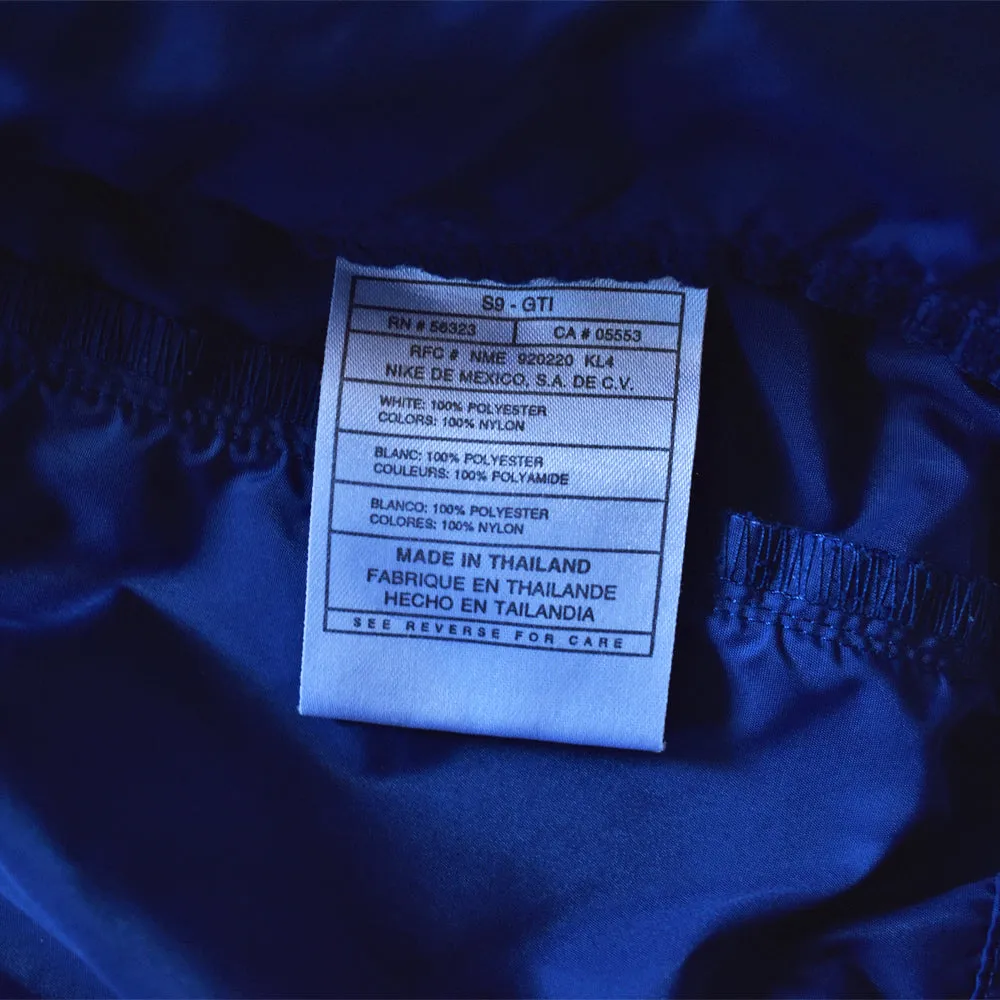 S9 - GTI
RN # 56323 CA # 05553
RFC # NME 920220 KL4
NIKE DE MEXICO, S.A. DE C.V.
WHITE: 100% POLYESTER
COLORS: 100% NYLON
BLANC: 100% POLYESTER
COULEURS: 100% POLYAMIDE
BLANCO: 100% POLYESTER
COLORES: 100% NYLON
MADE IN THAILAND
FABRIQUE EN THAILANDE
HECHO EN TAILANDIA
SEE REVERSE FOR CARE